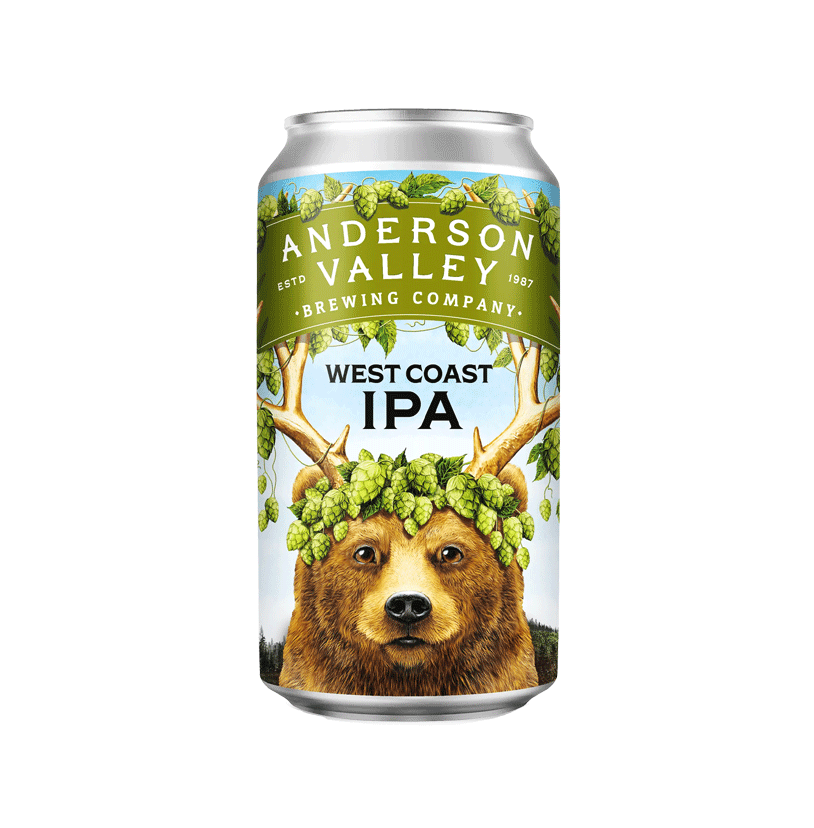 ANDERSON
VALLEY
ESTD 1987
·BREWING COMPANY·
WEST COAST
IPA